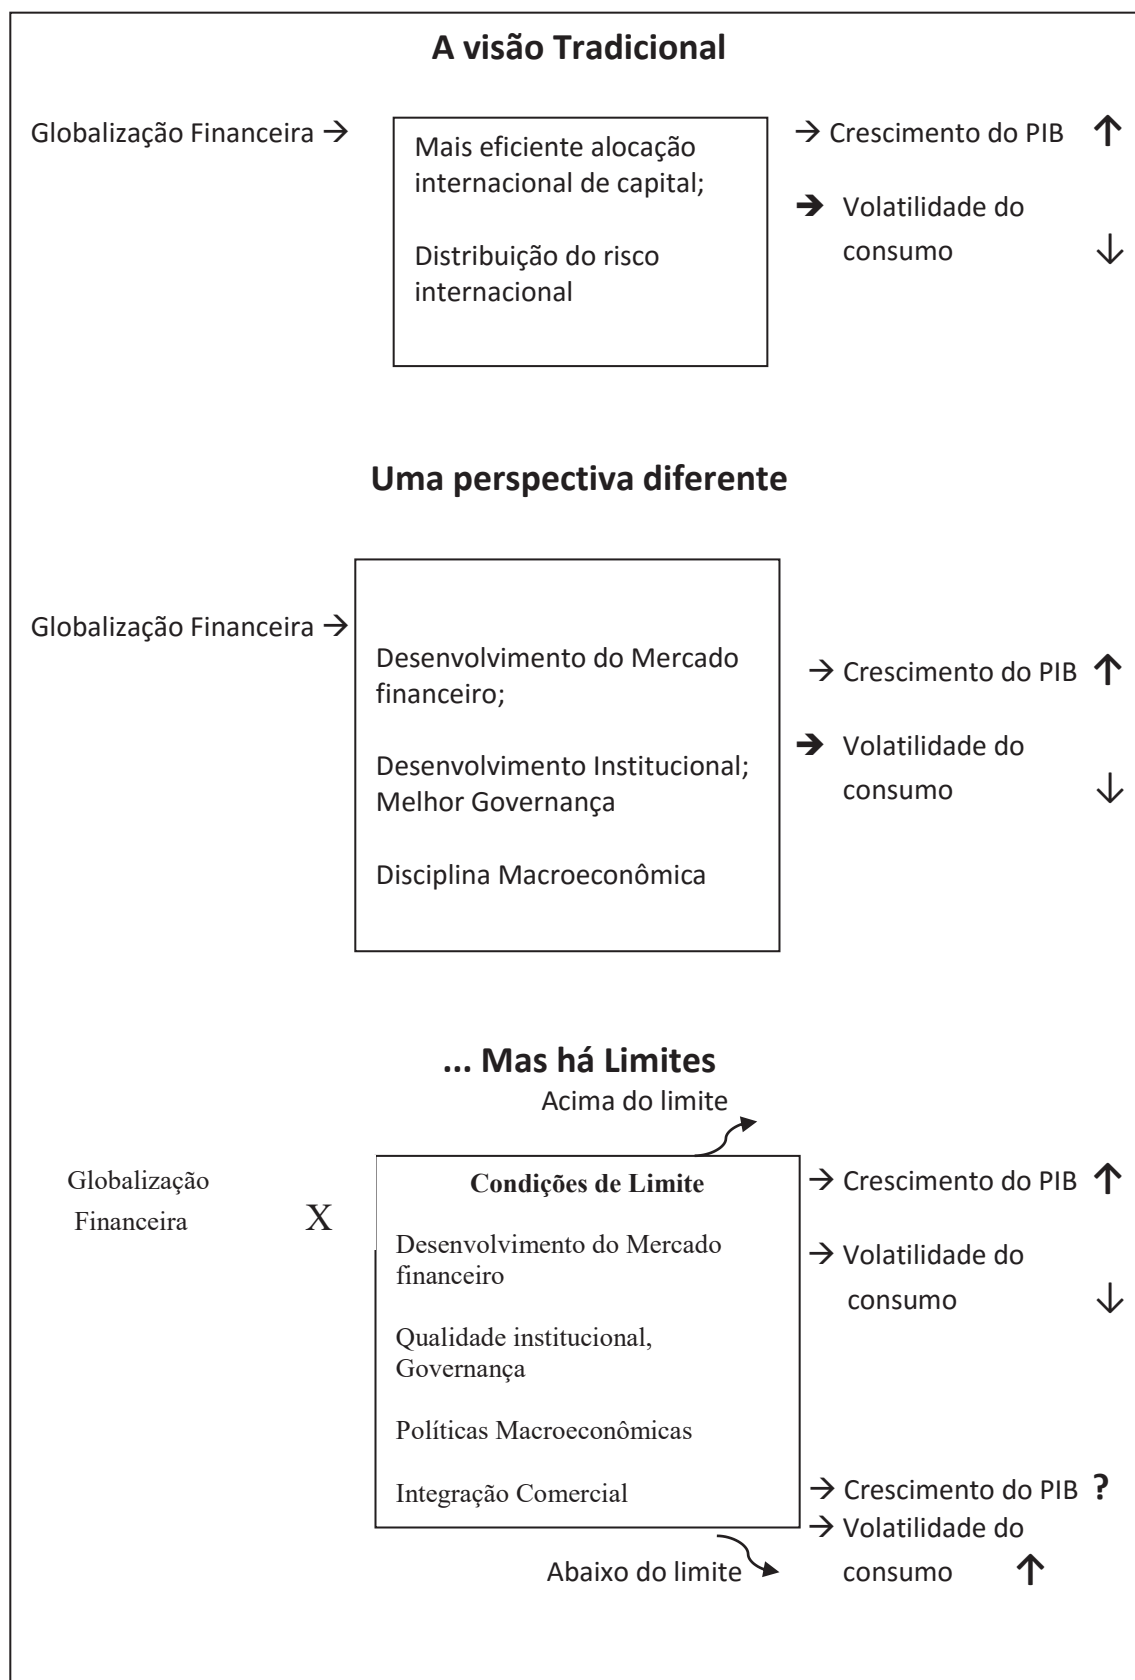 A visão Tradicional
Globalização Financeira →
Mais eficiente alocação
internacional de capital;
Distribuição do risco
internacional
→ Crescimento do PIB ↑
➔ Volatilidade do
consumo ↓
Uma perspectiva diferente
Globalização Financeira →
Desenvolvimento do Mercado
financeiro;
Desenvolvimento Institucional;
Melhor Governança
Disciplina Macroeconômica
→ Crescimento do PIB ↑
➔ Volatilidade do
consumo ↓
... Mas há Limites
Acima do limite
Globalização
Financeira X
Condições de Limite
Desenvolvimento do Mercado
financeiro
Qualidade institucional,
Governança
Políticas Macroeconômicas
Integração Comercial
→ Crescimento do PIB ↑
→ Volatilidade do
consumo ↓
→ Crescimento do PIB ?
→ Volatilidade do
consumo ↑
Abaixo do limite